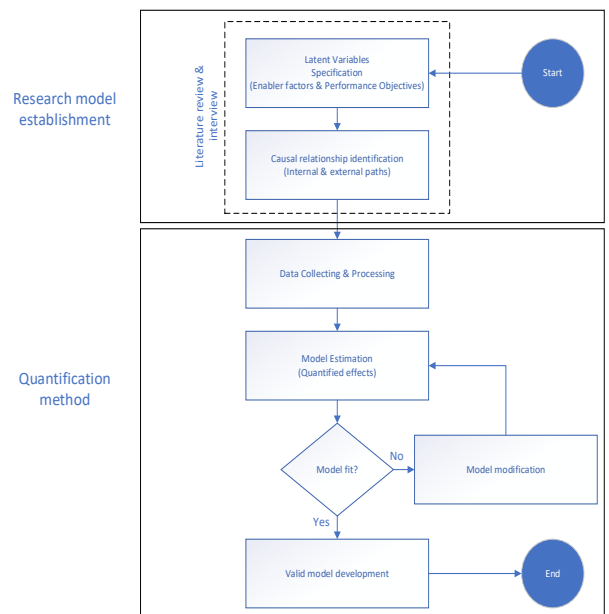 Research model
establishment
Literature review &
interview
Latent Variables
Specification
(Enabler factors & Performance Objectives)
Start
Causal relationship identification
(Internal & external paths)
Quantification
method
Data Collecting & Processing
Model Estimation
(Quantified effects)
Model fit?
No
Model modification
Yes
Valid model development
End